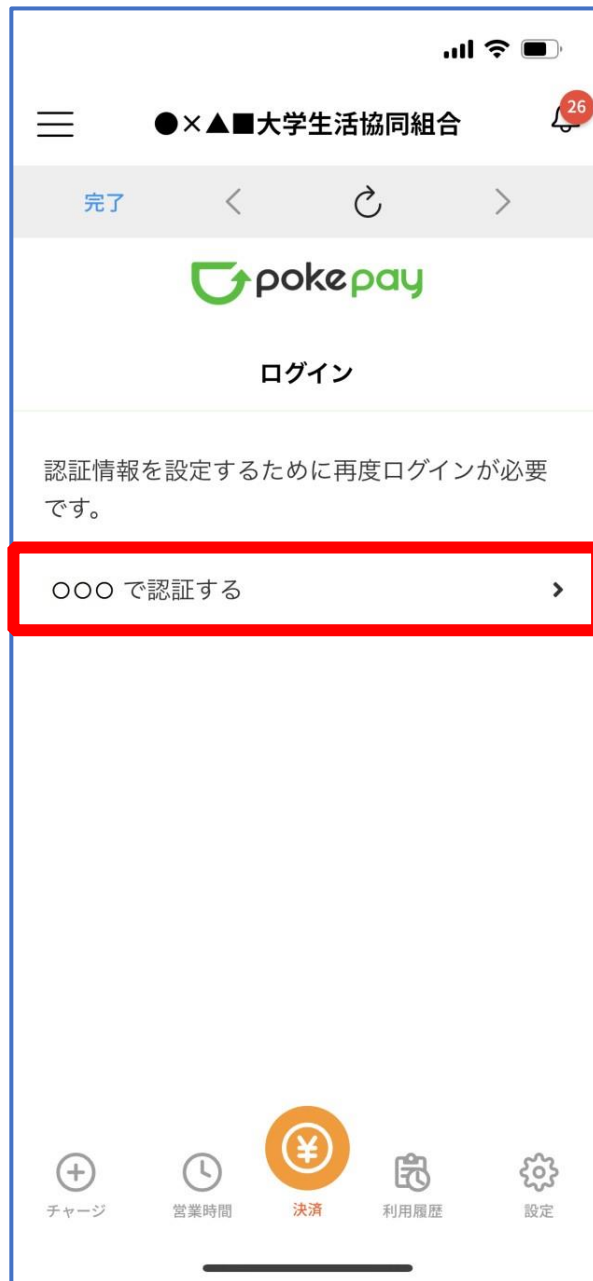 ●×▲■大学生活協同組合
26
完了
pokepay
ログイン
認証情報を設定するために再度ログインが必要
です。
○○○ で認証する
チャージ
営業時間
決済
利用履歴
設定